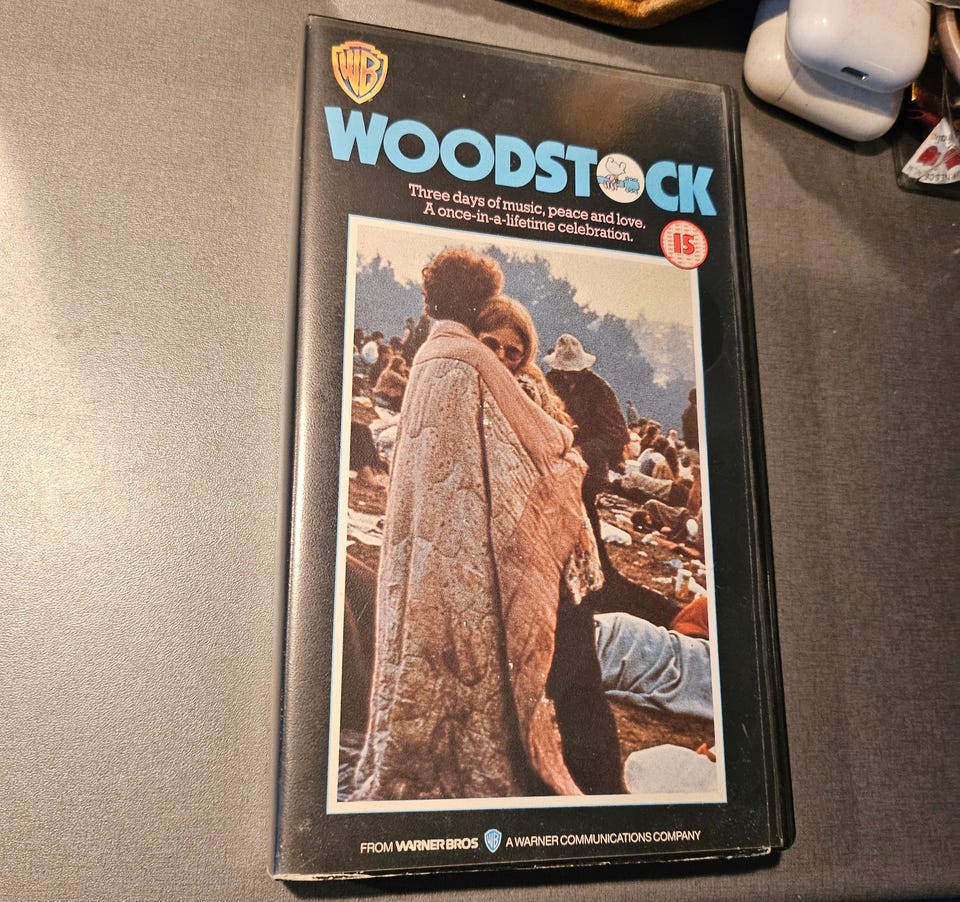 WB
WOODSTOCK
Three days of music, peace and love.
A once-in-a-lifetime celebration.
15
FROM WARNER BROS WB A WARNER COMMUNICATIONS COMPANY